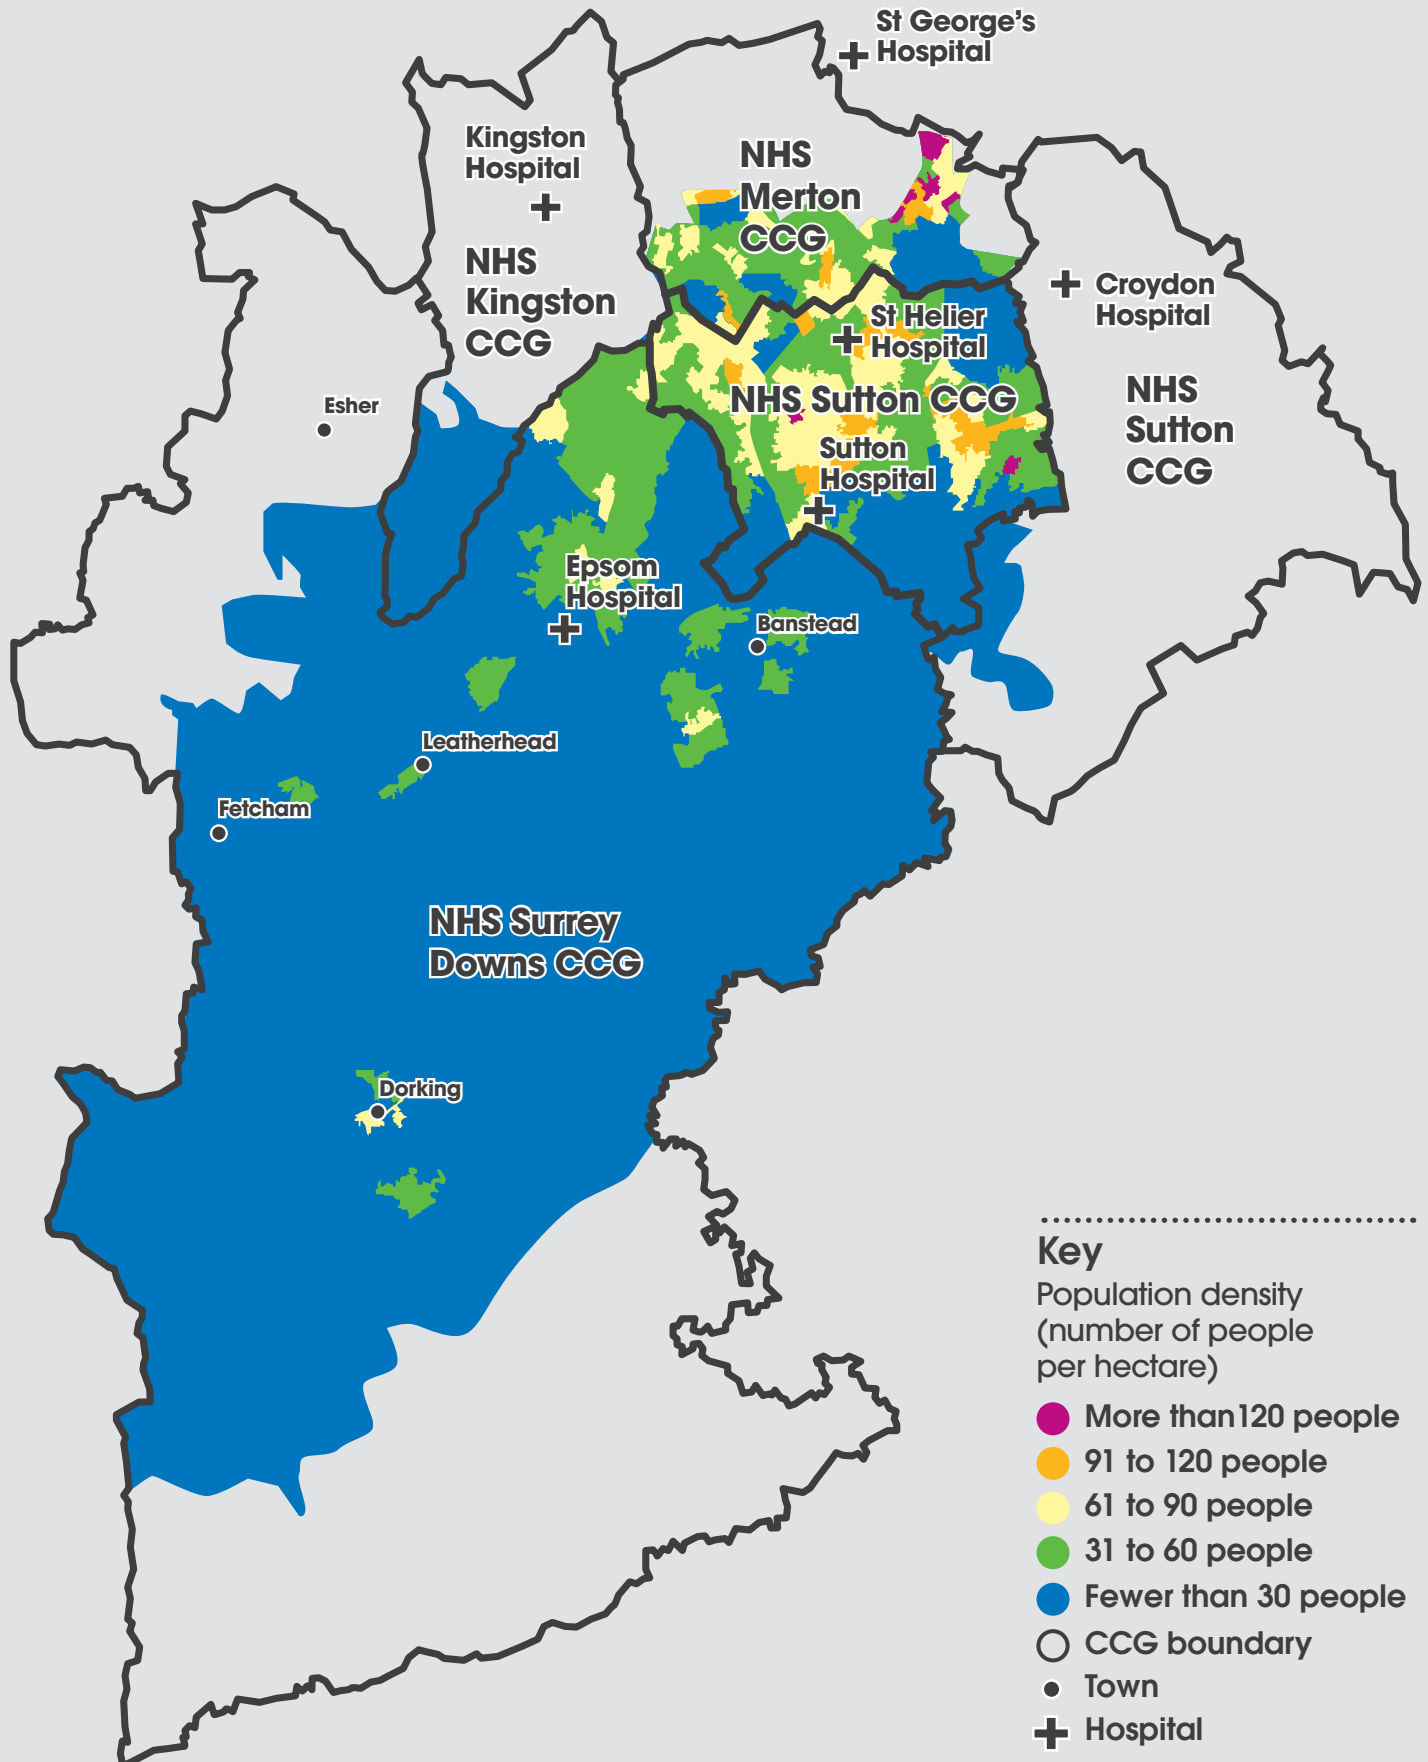 St George's
Hospital
Kingston
Hospital
NHS
Merton
CCG
NHS
Kingston
CCG
Croydon
Hospital
St Helier
Hospital
NHS
Sutton
CCG
NHS Sutton CCG
Esher
Sutton
Hospital
Epsom
Hospital
Banstead
Leatherhead
Fetcham
NHS Surrey
Downs CCG
Dorking
Key
Population density
(number of people
per hectare)
More than120 people
91 to 120 people
61 to 90 people
31 to 60 people
Fewer than 30 people
CCG boundary
Town
Hospital